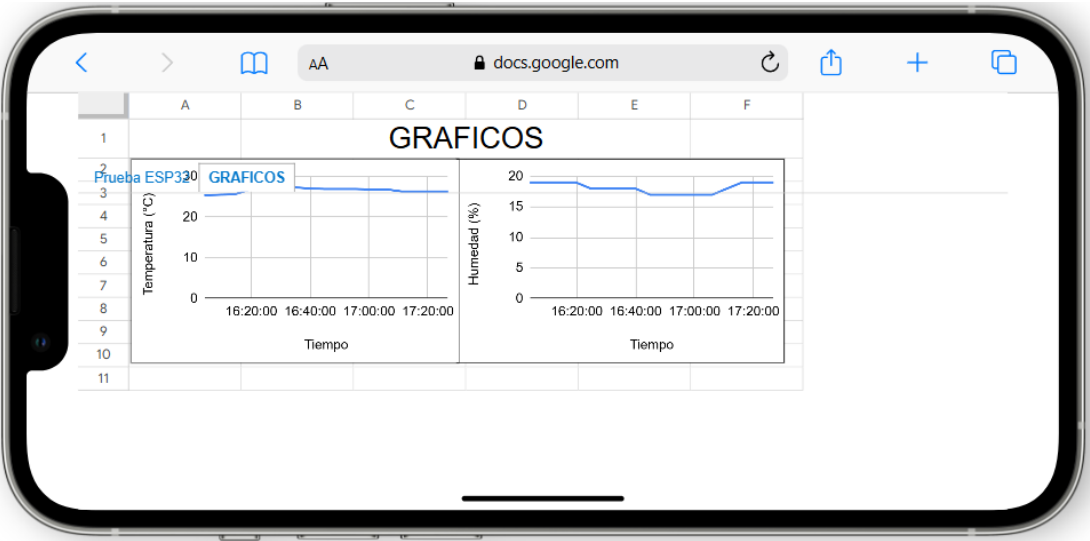 AA docs.google.com
A B C D E F
1 GRAFICOS
2
Prueba ESP32 GRAFICOS
3
4
5
6
7
8
9
10
11
Temperatura (°C)
30
20
10
0
16:20:00 16:40:00 17:00:00 17:20:00
Tiempo
Humedad (%)
20
15
10
5
0
16:20:00 16:40:00 17:00:00 17:20:00
Tiempo